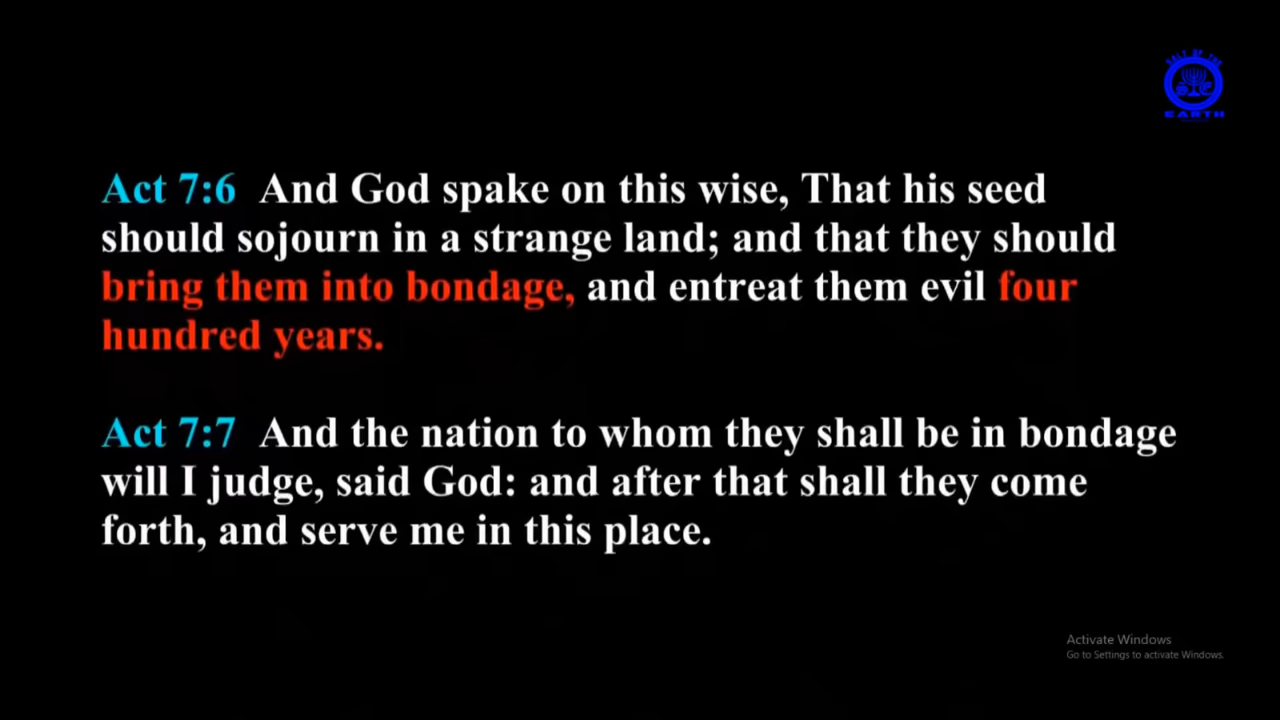 SALT OF THE
EARTH
Act 7:6 And God spake on this wise, That his seed
should sojourn in a strange land; and that they should
bring them into bondage, and entreat them evil four
hundred years.
Act 7:7 And the nation to whom they shall be in bondage
will I judge, said God: and after that shall they come
forth, and serve me in this place.
Activate Windows
Go to Settings to activate Windows.